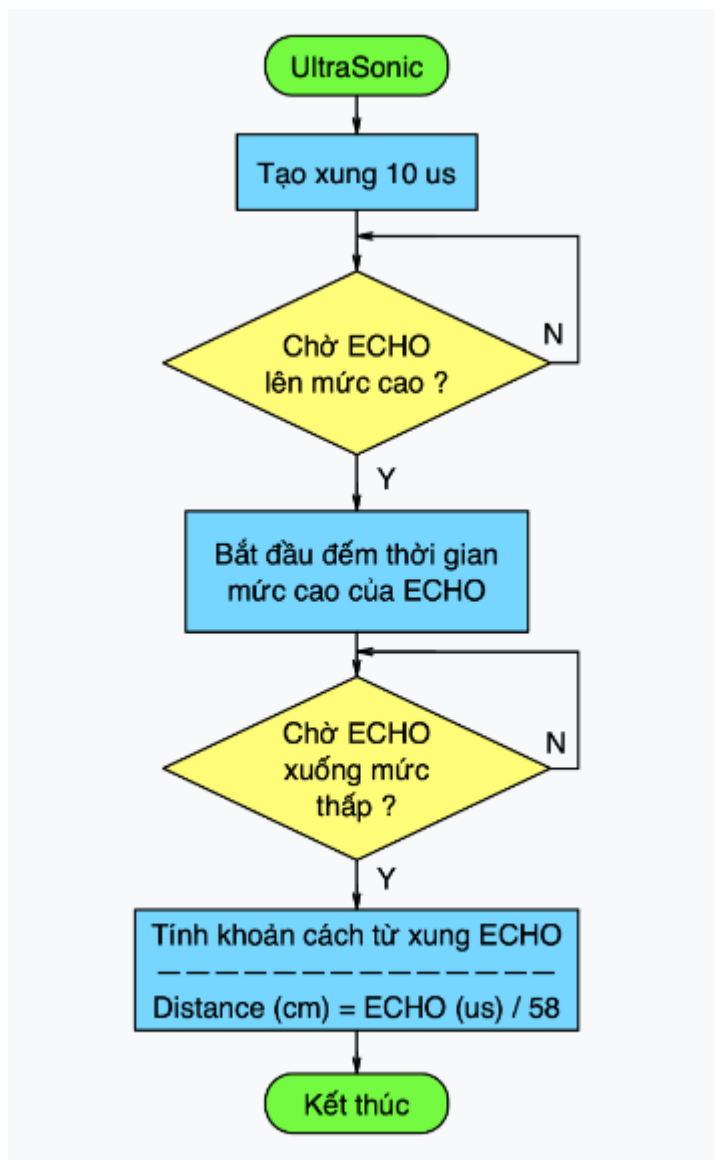 UltraSonic
Tạo xung 10 us
Chờ ECHO
lên mức cao ?
N
Y
Bắt đầu đếm thời gian
mức cao của ECHO
Chờ ECHO
xuống mức
thấp ?
N
Y
Tính khoản cách từ xung ECHO
— — — — — — — — — — — — — —
Distance (cm) = ECHO (us) / 58
Kết thúc